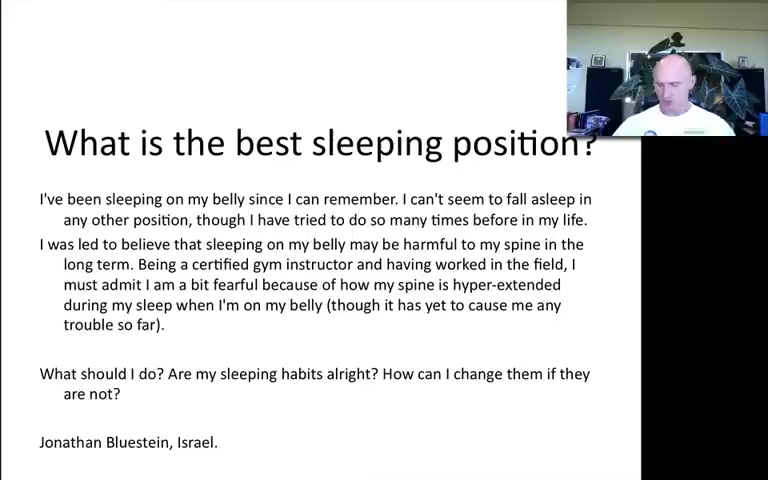 What is the best sleeping position?
I've been sleeping on my belly since I can remember. I can't seem to fall asleep in
any other position, though I have tried to do so many times before in my life.
I was led to believe that sleeping on my belly may be harmful to my spine in the
long term. Being a certified gym instructor and having worked in the field, I
must admit I am a bit fearful because of how my spine is hyper-extended
during my sleep when I'm on my belly (though it has yet to cause me any
trouble so far).
What should I do? Are my sleeping habits alright? How can I change them if they
are not?
Jonathan Bluestein, Israel.